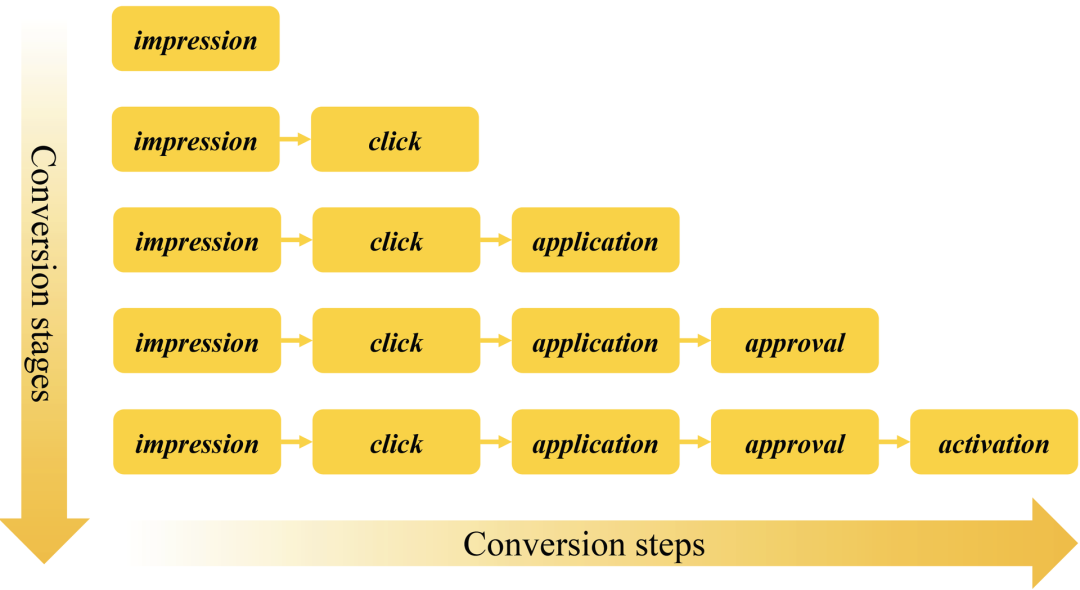 impression
impression click
impression click application
impression click application approval
impression click application approval activation
Conversion stages
Conversion steps